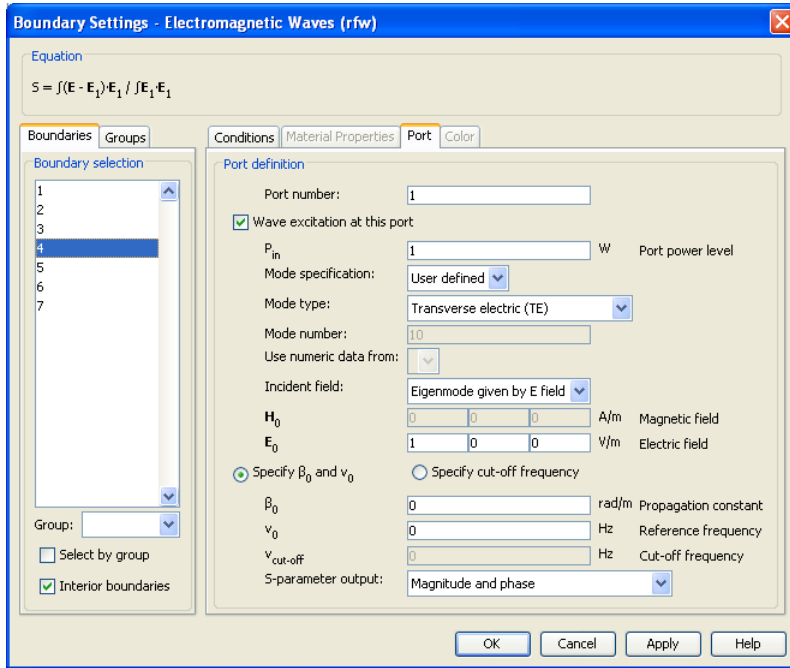 Boundary Settings - Electromagnetic Waves (rfw)
Equation
S = ∫(E - E₁)·E₁ / ∫E₁·E₁
Boundaries Groups
Boundary selection
1
2
3
4
5
6
7
Group:
Select by group
Interior boundaries
Conditions Material Properties Port Color
Port definition
Port number: 1
Wave excitation at this port
P_in 1 W Port power level
Mode specification: User defined
Mode type: Transverse electric (TE)
Mode number: 10
Use numeric data from:
Incident field: Eigenmode given by E field
H₀ 0 0 0 A/m Magnetic field
E₀ 1 0 0 V/m Electric field
Specify β₀ and ν₀ Specify cut-off frequency
β₀ 0 rad/m Propagation constant
ν₀ 0 Hz Reference frequency
ν_cut-off 0 Hz Cut-off frequency
S-parameter output: Magnitude and phase
OK Cancel Apply Help